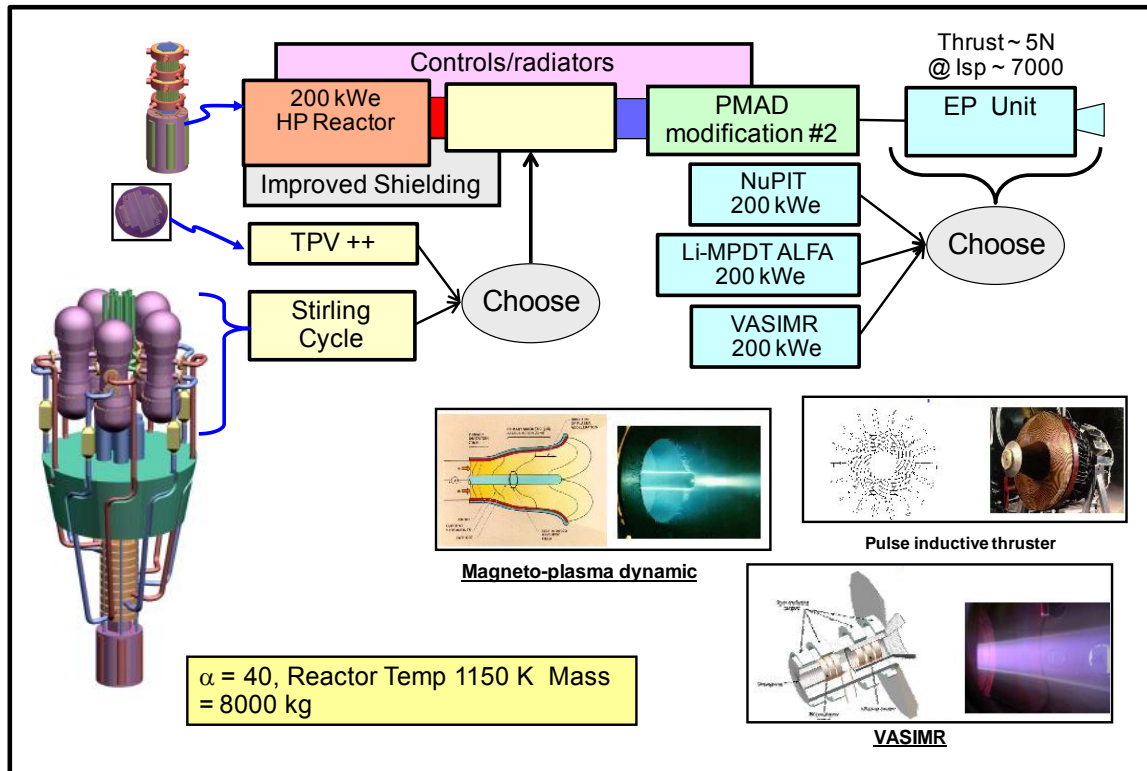 Controls/radiators
Thrust ~ 5N
@ Isp ~ 7000
200 kWe
HP Reactor
PMAD
modification #2
EP Unit
Improved Shielding
NuPIT
200 kWe
TPV ++
Choose
Li-MPDT ALFA
200 kWe
Choose
Stirling
Cycle
VASIMR
200 kWe
Magneto-plasma dynamic
Pulse inductive thruster
α = 40, Reactor Temp 1150 K Mass
= 8000 kg
VASIMR